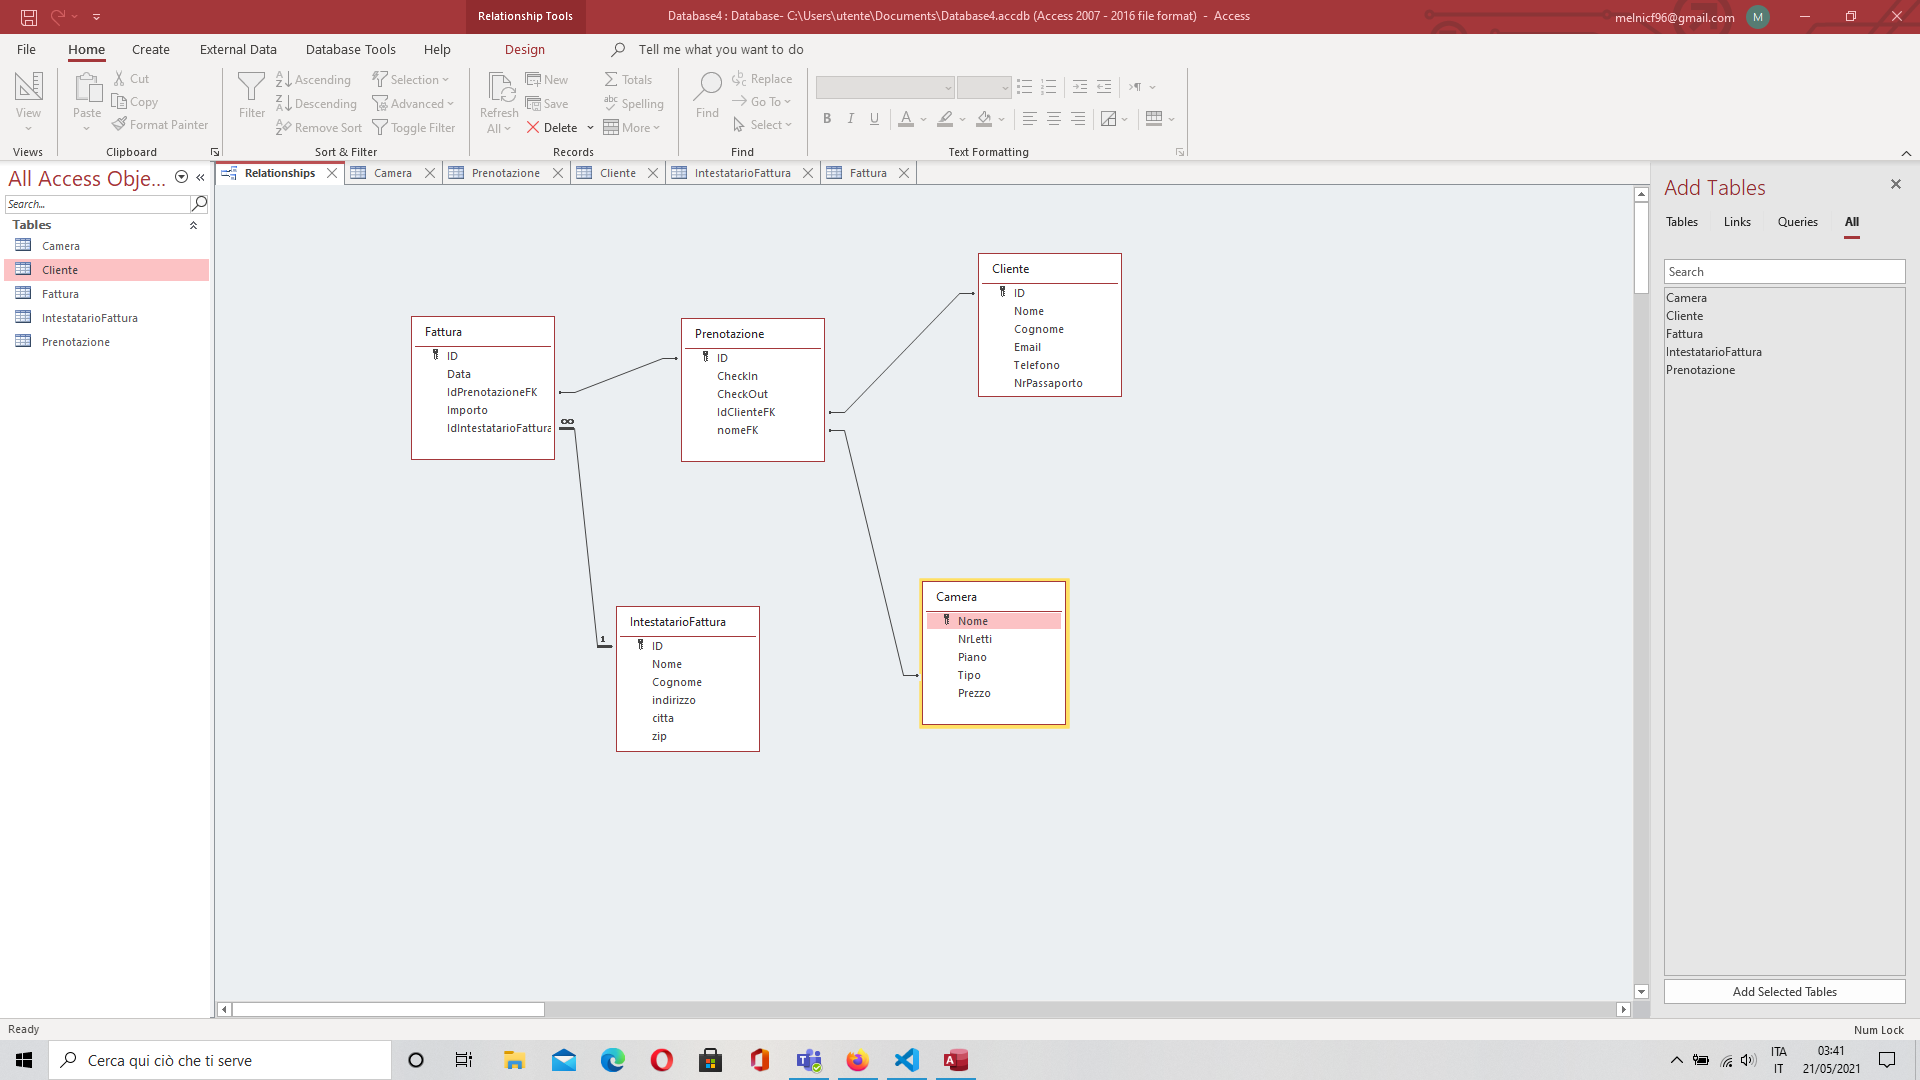 Relationship Tools
Database4 : Database- C:\Users\utente\Documents\Database4.accdb (Access 2007 - 2016 file format) - Access
melnicf96@gmail.com
M
File
Home
Create
External Data
Database Tools
Help
Design
Tell me what you want to do
View
Views
Paste
Cut
Copy
Format Painter
Clipboard
Filter
Ascending
Descending
Remove Sort
Selection
Advanced
Toggle Filter
Sort & Filter
Refresh
All
New
Save
Delete
Totals
Spelling
More
Records
Find
Replace
Go To
Select
Find
B I U
A
Text Formatting
All Access Obje...
Search...
Tables
Camera
Cliente
Fattura
IntestatarioFattura
Prenotazione
Relationships
Camera
Prenotazione
Cliente
IntestatarioFattura
Fattura
Fattura
ID
Data
IdPrenotazioneFK
Importo
IdIntestatarioFattura
∞
1
Prenotazione
ID
CheckIn
CheckOut
IdClienteFK
nomeFK
Cliente
ID
Nome
Cognome
Email
Telefono
NrPassaporto
IntestatarioFattura
ID
Nome
Cognome
indirizzo
citta
zip
Camera
Nome
NrLetti
Piano
Tipo
Prezzo
Add Tables
Tables
Links
Queries
All
Search
Camera
Cliente
Fattura
IntestatarioFattura
Prenotazione
Add Selected Tables
Ready
Num Lock
Cerca qui ciò che ti serve
ITA
IT
03:41
21/05/2021